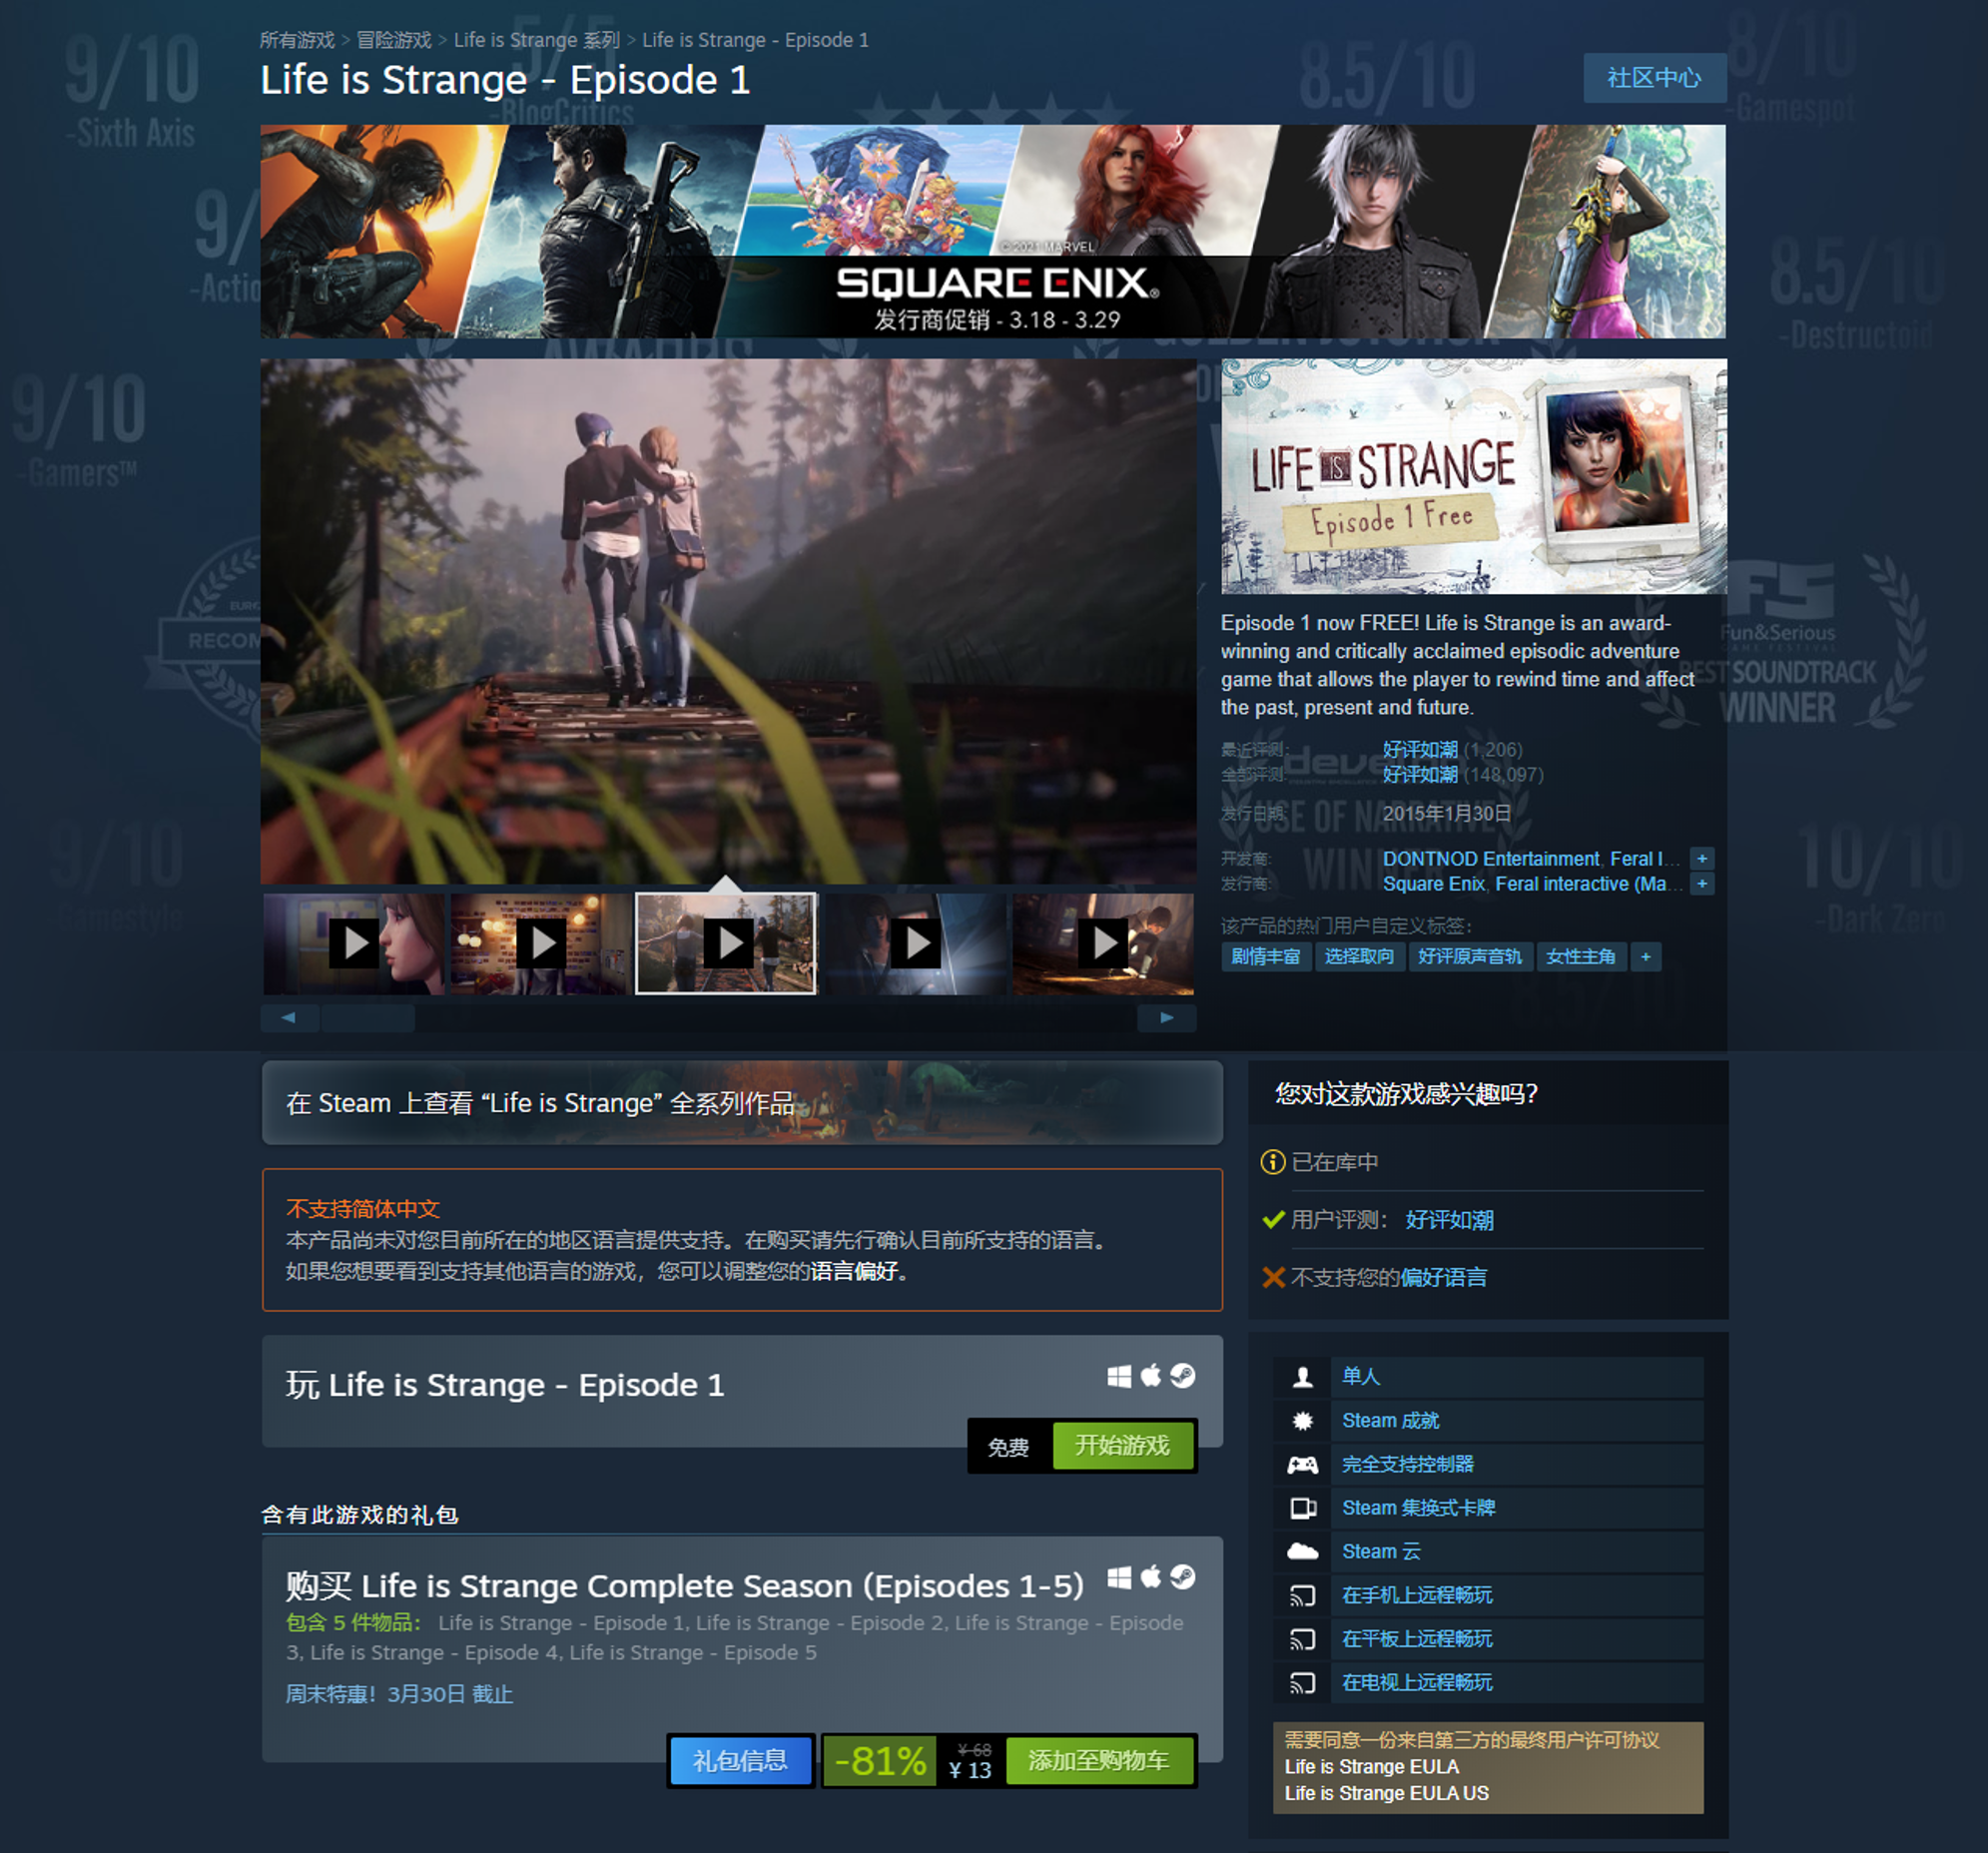 所有游戏 > 冒险游戏 > Life is Strange 系列 > Life is Strange - Episode 1
Life is Strange - Episode 1
社区中心
9/10
-Sixth Axis
5/5
-BlogCritics
8.5/10
8/10
-Gamespot
8.5/10
-Destructoid
9/10
-Gamers™
© 2021 MARVEL
SQUARE ENIX®
发行商促销 - 3.18 - 3.29
LIFE IS STRANGE
Episode 1 Free
Episode 1 now FREE! Life is Strange is an award-
winning and critically acclaimed episodic adventure
game that allows the player to rewind time and affect
the past, present and future.
最近评测: 好评如潮 (1,206)
全部评测: 好评如潮 (148,097)
发行日期: 2015年1月30日
开发商: DONTNOD Entertainment, Feral I... +
发行商: Square Enix, Feral interactive (Ma... +
该产品的热门用户自定义标签:
剧情丰富 选择取向 好评原声音轨 女性主角 +
Fun&Serious
GAME FESTIVAL
BEST SOUNDTRACK
WINNER
USE OF NARRATIVE
WINNER
9/10
-Gamestyle
10/10
-Dark Zero
8.5/10
在 Steam 上查看 “Life is Strange” 全系列作品
不支持简体中文
本产品尚未对您目前所在的地区语言提供支持。在购买请先行确认目前所支持的语言。
如果您想要看到支持其他语言的游戏，您可以调整您的语言偏好。
玩 Life is Strange - Episode 1
免费 开始游戏
含有此游戏的礼包
购买 Life is Strange Complete Season (Episodes 1-5)
包含 5 件物品： Life is Strange - Episode 1, Life is Strange - Episode 2, Life is Strange - Episode
3, Life is Strange - Episode 4, Life is Strange - Episode 5
周末特惠！3月30日 截止
礼包信息 -81% ¥ 68 ¥ 13 添加至购物车
您对这款游戏感兴趣吗?
已在库中
用户评测： 好评如潮
不支持您的偏好语言
单人
Steam 成就
完全支持控制器
Steam 集换式卡牌
Steam 云
在手机上远程畅玩
在平板上远程畅玩
在电视上远程畅玩
需要同意一份来自第三方的最终用户许可协议
Life is Strange EULA
Life is Strange EULA US